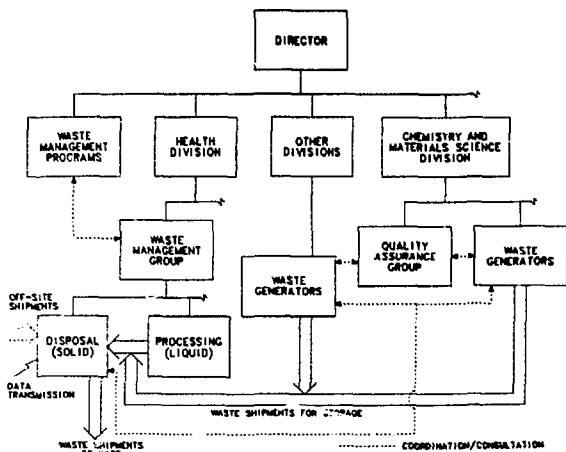 DIRECTOR
WASTE
MANAGEMENT
PROGRAMS
HEALTH
DIVISION
OTHER
DIVISIONS
CHEMISTRY AND
MATERIALS SCIENCE
DIVISION
WASTE
MANAGEMENT
GROUP
QUALITY
ASSURANCE
GROUP
WASTE
GENERATORS
WASTE
GENERATORS
OFF-SITE
SHIPMENTS
DISPOSAL
(SOLID)
PROCESSING
(LIQUID)
DATA
TRANSMISSION
WASTE SHIPMENTS FOR STORAGE
WASTE SHIPMENTS
COORDINATION/CONSULTATION